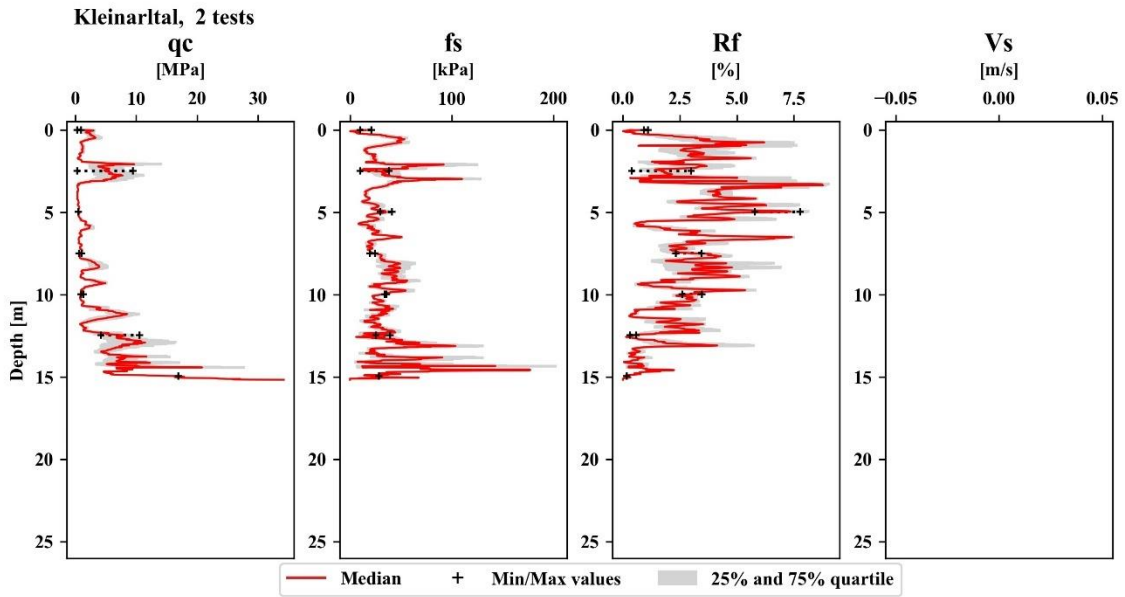 Kleinarltal, 2 tests
qc fs Rf Vs
[MPa] [kPa] [%] [m/s]
0 10 20 30 0 100 200 0.0 2.5 5.0 7.5 −0.05 0.00 0.05
0 0 0 0
5 5 5 5
10 10 10 10
15 15 15 15
20 20 20 20
25 25 25 25
Depth [m]
Median Min/Max values 25% and 75% quartile